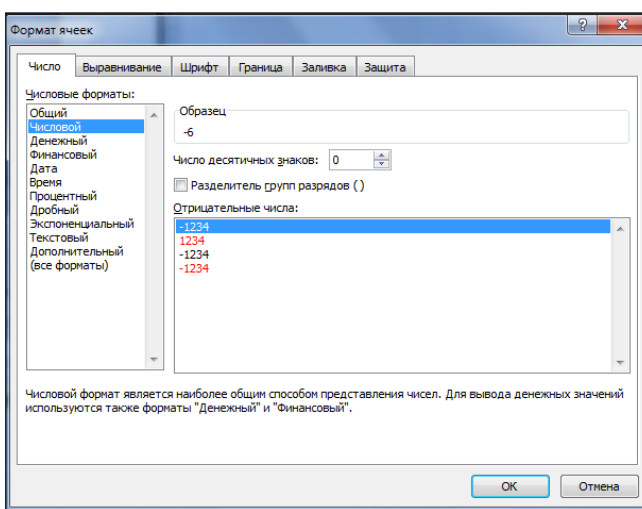 Формат ячеек
Число Выравнивание Шрифт Граница Заливка Защита
Числовые форматы:
Общий
Числовой
Денежный
Финансовый
Дата
Время
Процентный
Дробный
Экспоненциальный
Текстовый
Дополнительный
(все форматы)
Образец
-6
Число десятичных знаков: 0
Разделитель групп разрядов ( )
Отрицательные числа:
-1234
1234
-1234
-1234
Числовой формат является наиболее общим способом представления чисел. Для вывода денежных значений
используются также форматы "Денежный" и "Финансовый".
ОК Отмена